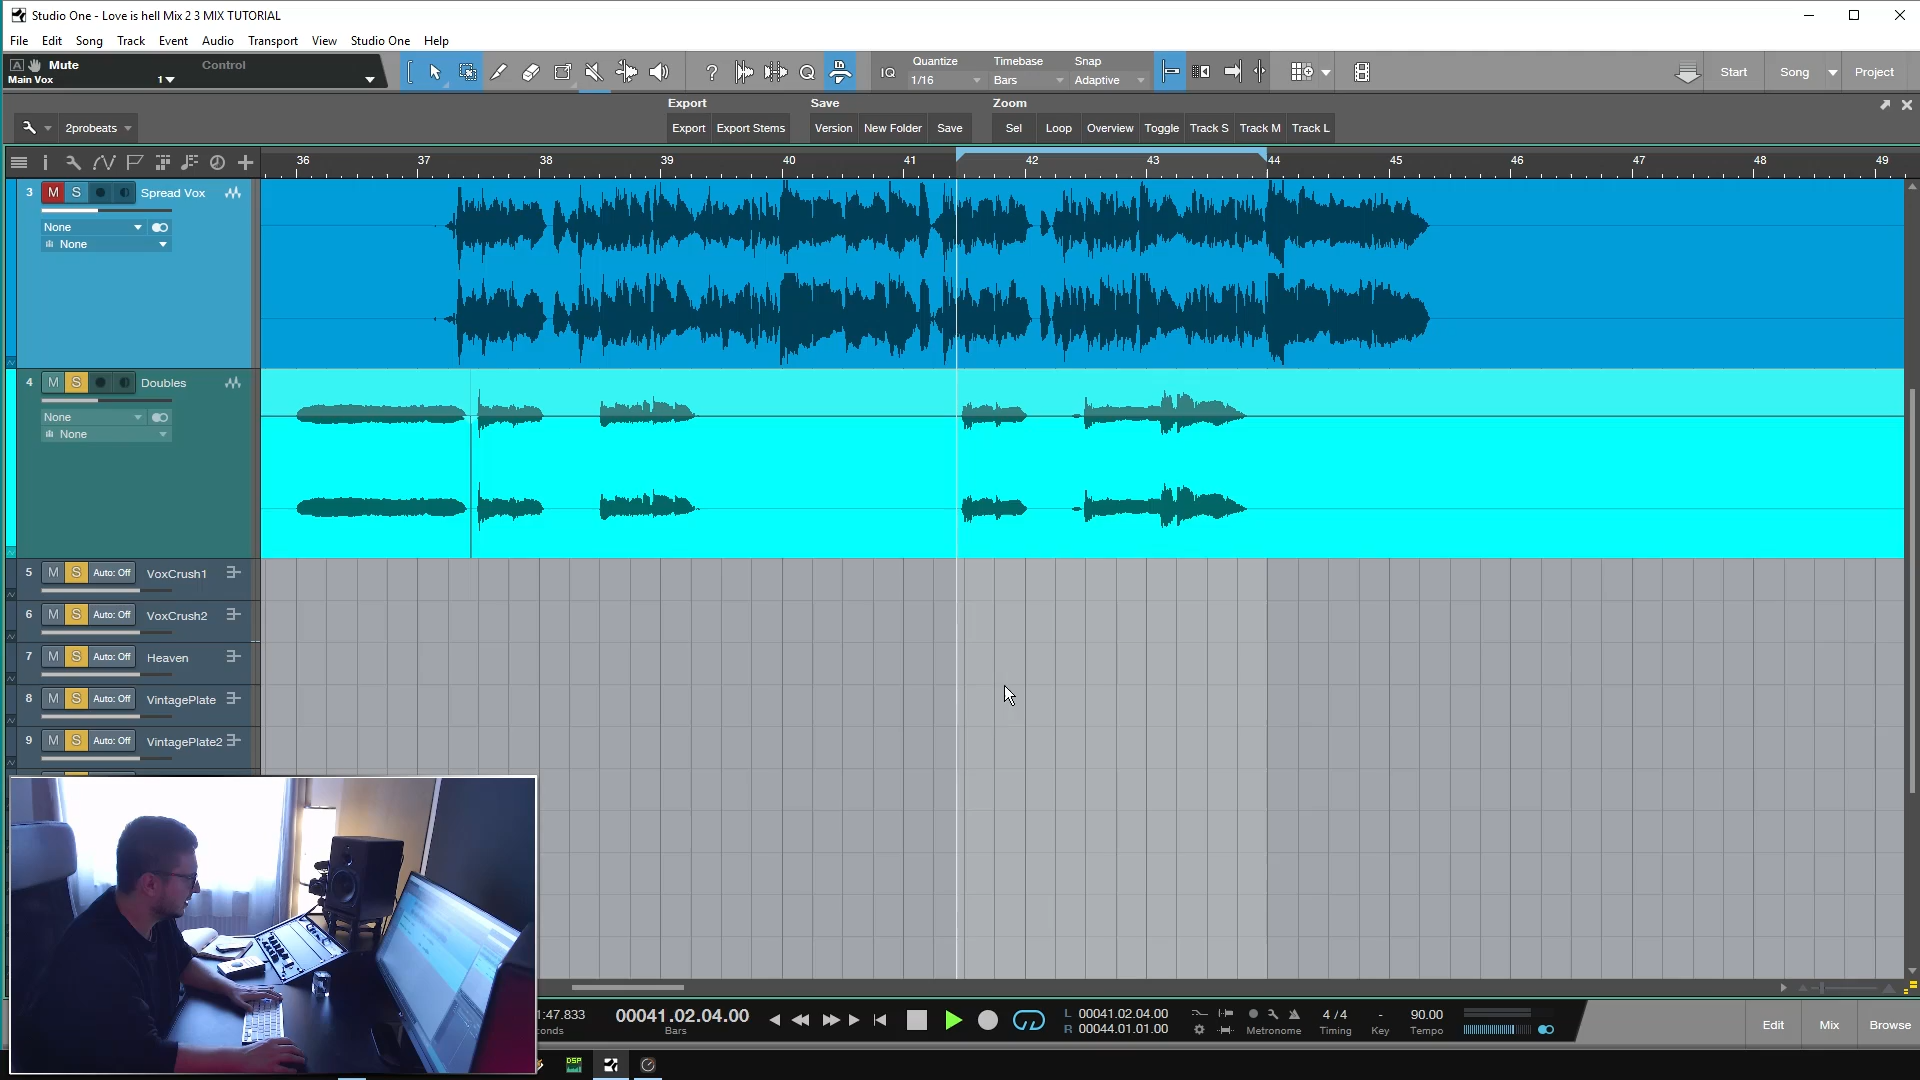 Studio One - Love is hell Mix 2 3 MIX TUTORIAL
File Edit Song Track Event Audio Transport View Studio One Help
A Mute Control
Main Vox 1
? Q IQ
Quantize Timebase Snap
1/16 Bars Adaptive
Start Song Project
Export Save Zoom
2probeats
Export Export Stems Version New Folder Save Sel Loop Overview Toggle Track S Track M Track L
36 37 38 39 40 41 42 43 44 45 46 47 48 49
3 M S Spread Vox
None
None
4 M S Doubles
None
None
5 M S Auto: Off VoxCrush1
6 M S Auto: Off VoxCrush2
7 M S Auto: Off Heaven
8 M S Auto: Off VintagePlate
9 M S Auto: Off VintagePlate2
1:47.833 00041.02.04.00
onds Bars
L 00041.02.04.00
R 00044.01.01.00
Metronome
4 / 4 - 90.00
Timing Key Tempo
Edit Mix Browse
DSP